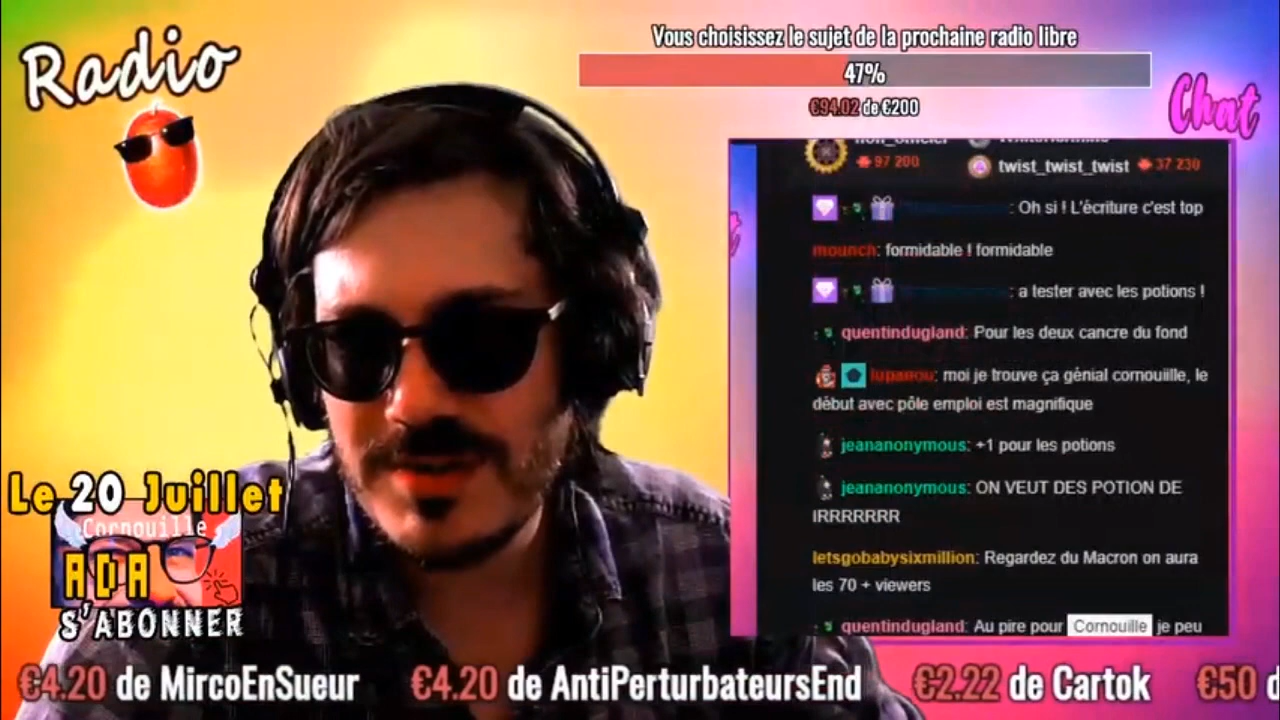 Radio
Vous choisissez le sujet de la prochaine radio libre
47%
€94.02 de €200
Chat
97 200
twist_twist_twist 37 230
: Oh si ! L'écriture c'est top
mounch: formidable ! formidable
: a tester avec les potions !
quentindugland: Pour les deux cancre du fond
lupanou: moi je trouve ça génial cornouiille, le
début avec pôle emploi est magnifique
jeananonymous: +1 pour les potions
jeananonymous: ON VEUT DES POTION DE
IRRRRRRR
letsgobabysixmillion: Regardez du Macron on aura
les 70 + viewers
quentindugland: Au pire pour Cornouille je peu
Le 20 Juillet
Cornouille
ADA
S'ABONNER
€4.20 de MircoEnSueur €4.20 de AntiPerturbateursEnd €2.22 de Cartok €50 d